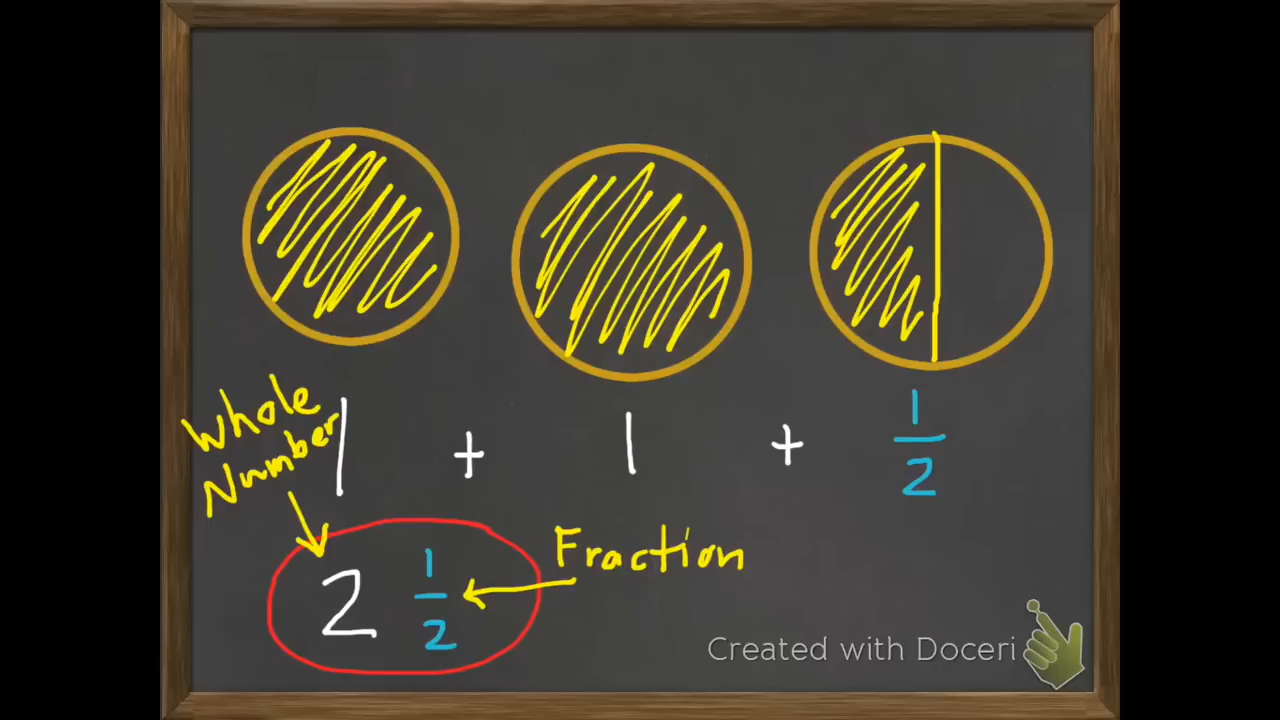 1 + 1 + 1/2
Whole
Number
2 1/2
Fraction
Created with Doceri